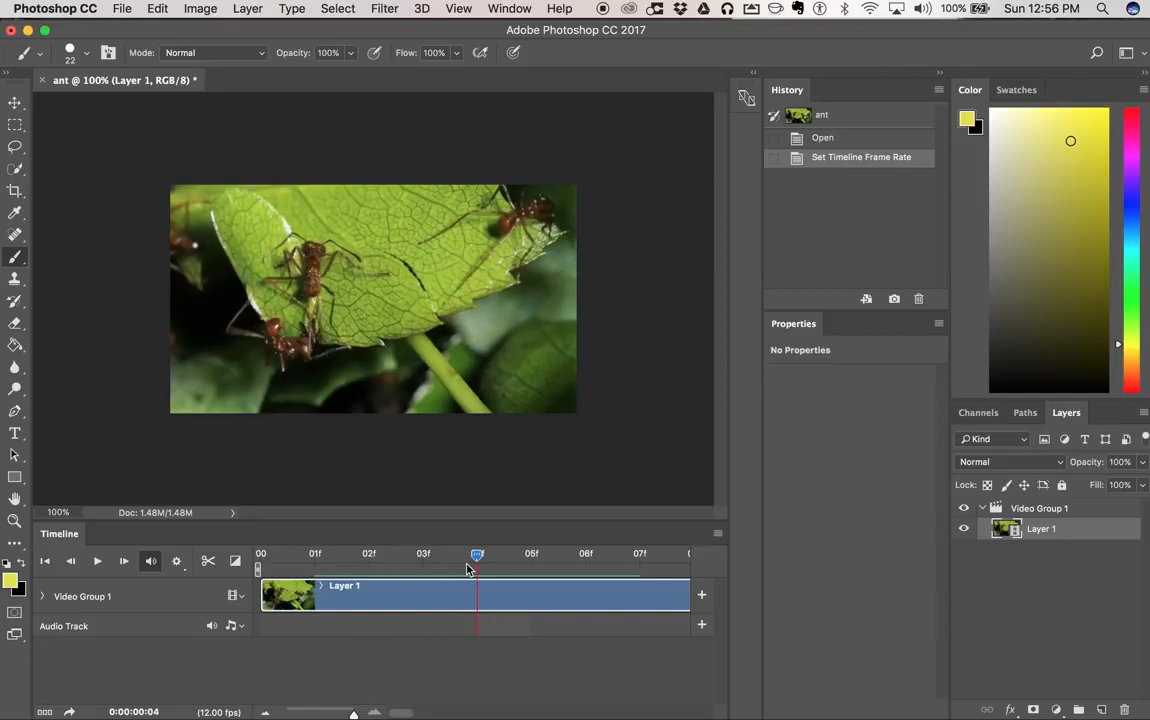 Photoshop CC File Edit Image Layer Type Select Filter 3D View Window Help 100% Sun 12:56 PM
Adobe Photoshop CC 2017
22 Mode: Normal Opacity: 100% Flow: 100%
× ant @ 100% (Layer 1, RGB/8) *
History
ant
Open
Set Timeline Frame Rate
Properties
No Properties
Color Swatches
Channels Paths Layers
Kind
Normal Opacity: 100%
Lock: Fill: 100%
Video Group 1
Layer 1
100% Doc: 1.48M/1.48M
Timeline
00 01f 02f 03f 05f 06f 07f
Layer 1
Video Group 1
Audio Track
0:00:00:04 (12.00 fps)